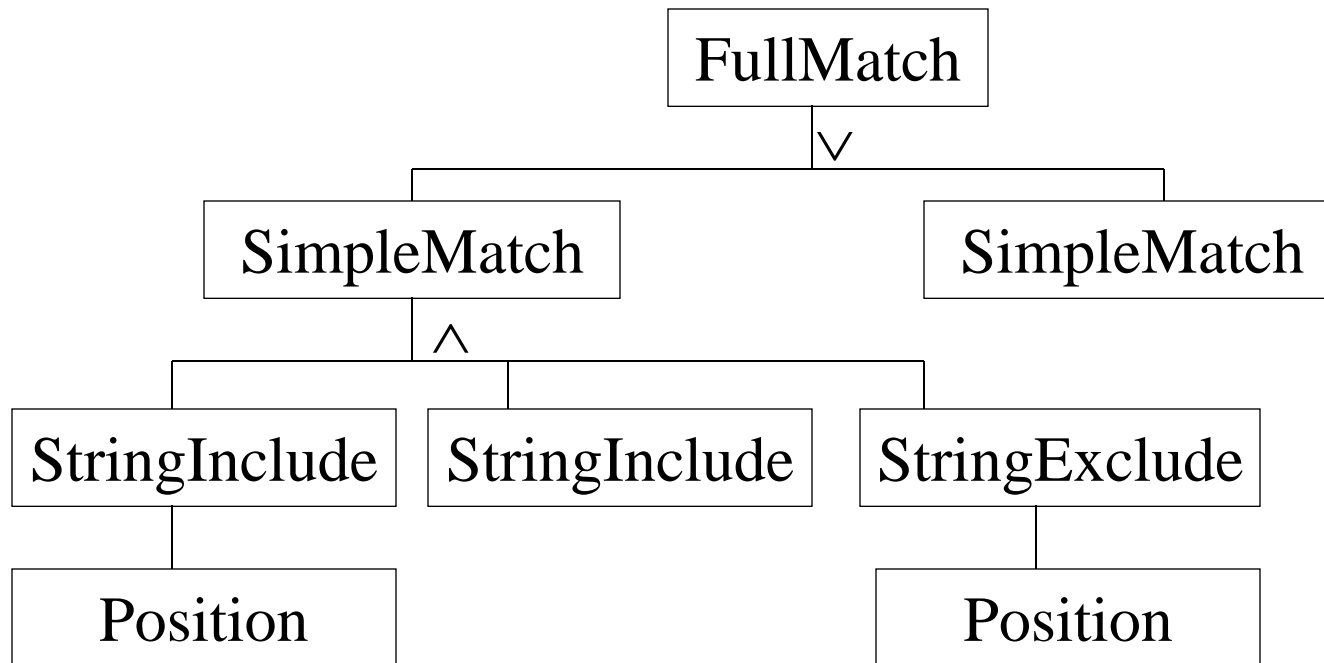 FullMatch
∨
SimpleMatch SimpleMatch
∧
StringInclude StringInclude StringExclude
Position Position